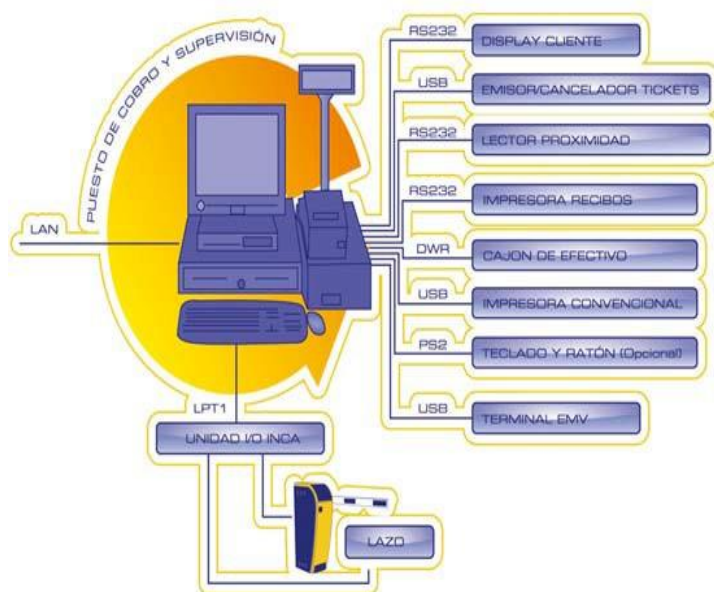 PUESTO DE COBRO Y SUPERVISIÓN
LAN
RS232
DISPLAY CLIENTE
USB
EMISOR/CANCELADOR TICKETS
RS232
LECTOR PROXIMIDAD
RS232
IMPRESORA RECIBOS
DWR
CAJON DE EFECTIVO
USB
IMPRESORA CONVENCIONAL
PS2
TECLADO Y RATÓN (Opcional)
USB
TERMINAL EMV
LPT1
UNIDAD I/O INCA
LAZO